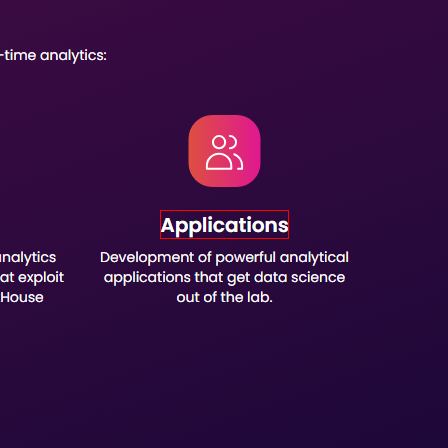 -time analytics:
Applications
analytics
at exploit
House
Development of powerful analytical
applications that get data science
out of the lab.